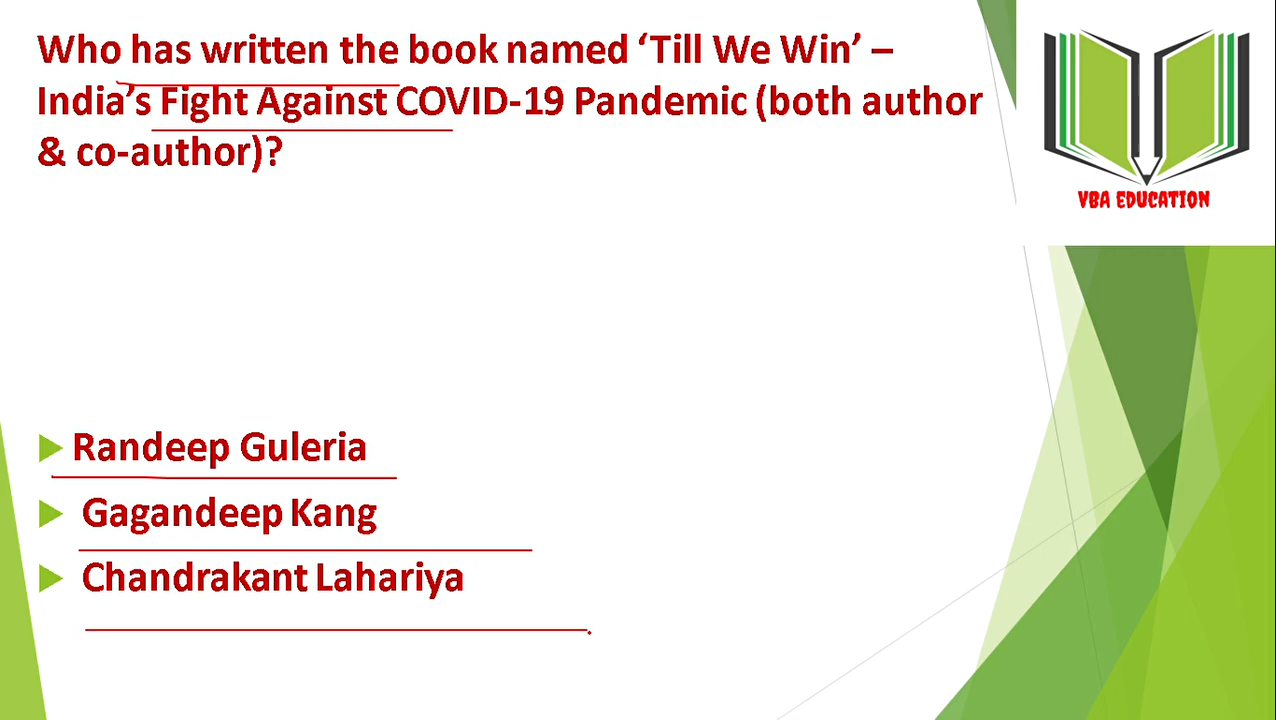 Who has written the book named ‘Till We Win’ –
India’s Fight Against COVID-19 Pandemic (both author
& co-author)?
VBA EDUCATION
Randeep Guleria
Gagandeep Kang
Chandrakant Lahariya